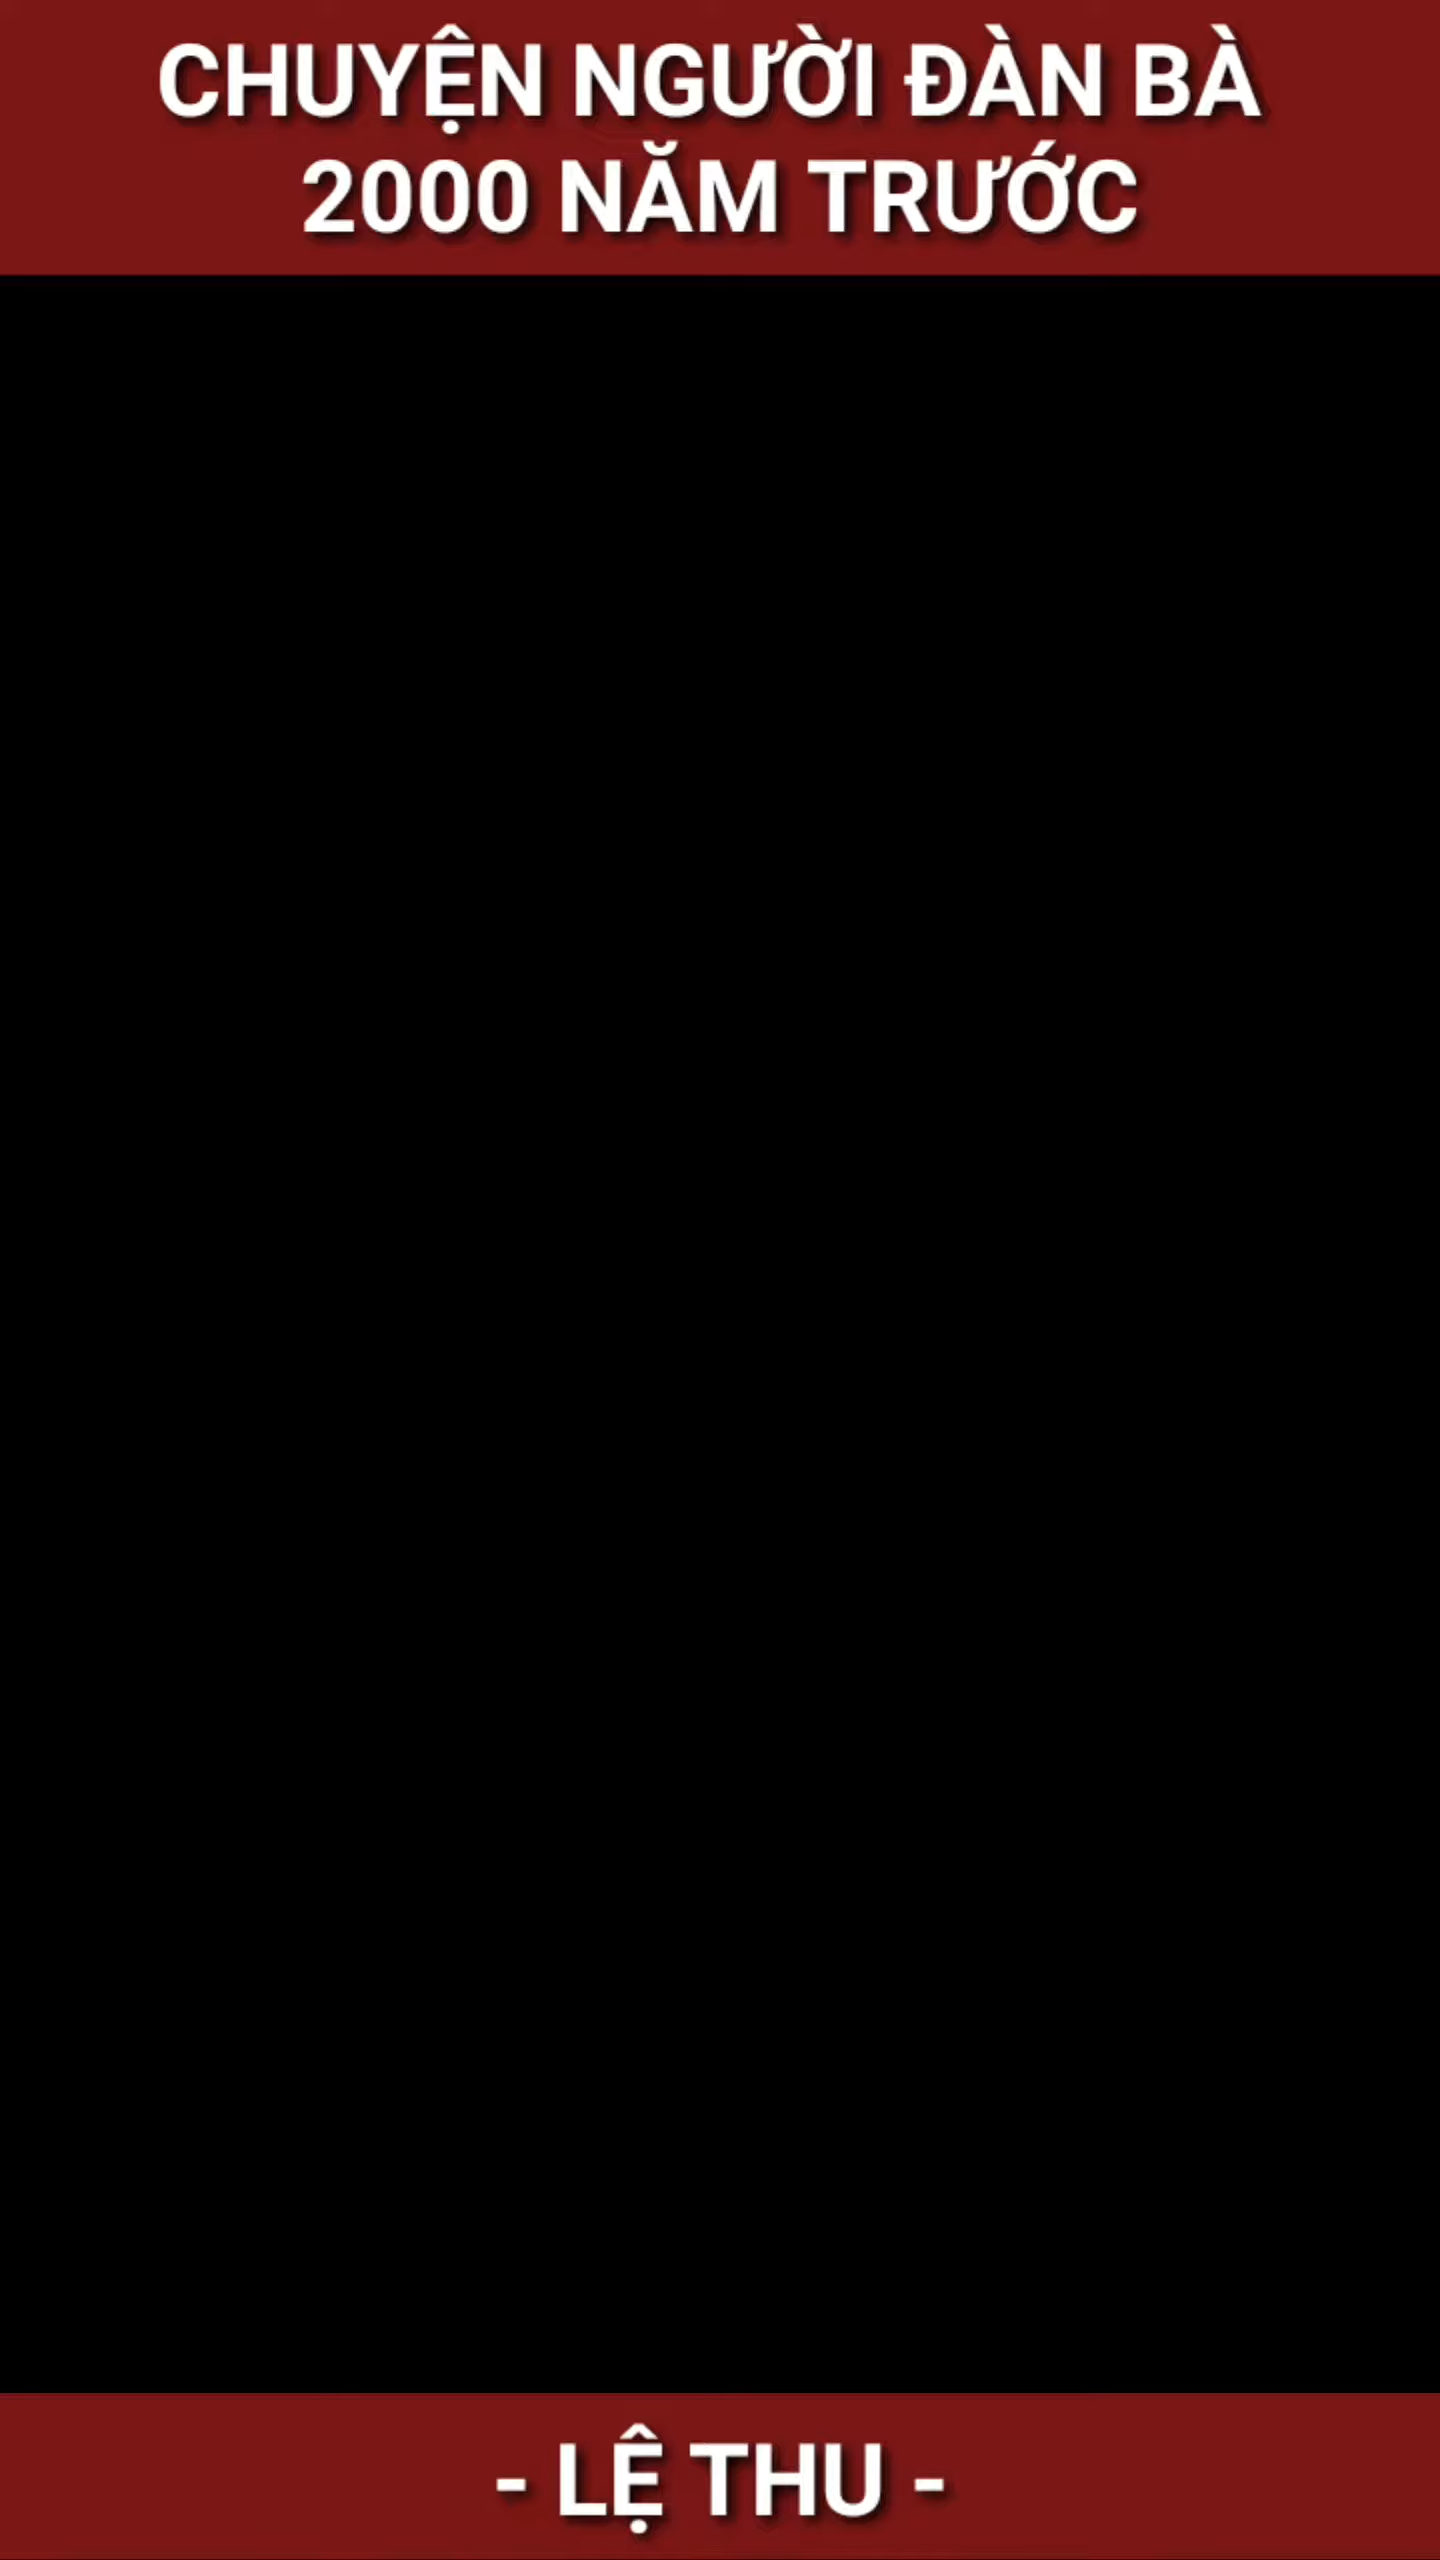 CHUYỆN NGƯỜI ĐÀN BÀ
2000 NĂM TRƯỚC
- LỆ THU -